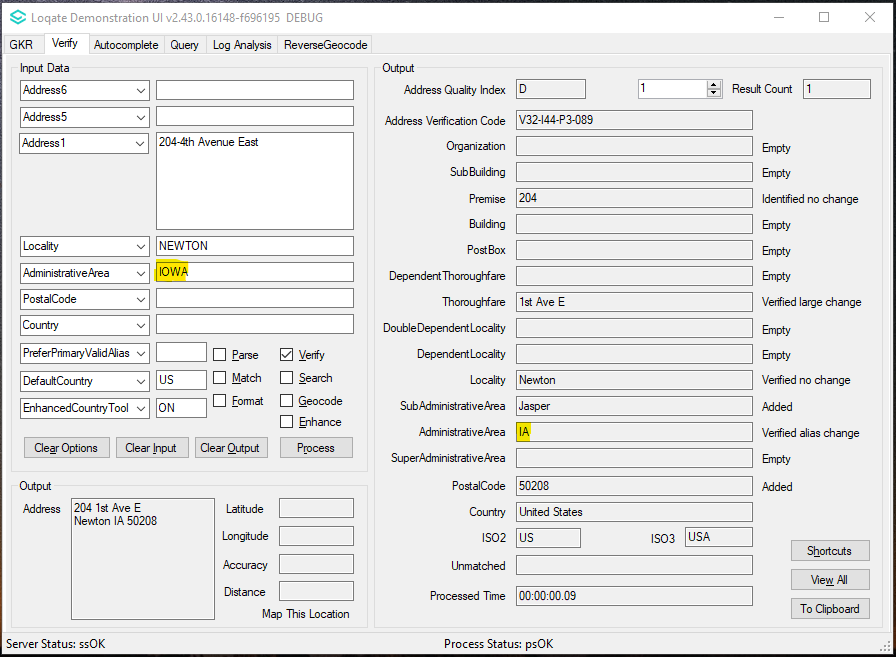 Loqate Demonstration UI v2.43.0.16148-f696195 DEBUG
GKR Verify Autocomplete Query Log Analysis ReverseGeocode
Input Data
Address6
Address5
Address1 204-4th Avenue East
Locality NEWTON
AdministrativeArea IOWA
PostalCode
Country
PreferPrimaryValidAlias Parse Verify
DefaultCountry US Match Search
EnhancedCountryTool ON Format Geocode
Enhance
Clear Options Clear Input Clear Output Process
Output
Address 204 1st Ave E
Newton IA 50208
Latitude
Longitude
Accuracy
Distance
Map This Location
Output
Address Quality Index D 1 Result Count 1
Address Verification Code V32-I44-P3-089
Organization Empty
SubBuilding Empty
Premise 204 Identified no change
Building Empty
PostBox Empty
DependentThoroughfare Empty
Thoroughfare 1st Ave E Verified large change
DoubleDependentLocality Empty
DependentLocality Empty
Locality Newton Verified no change
SubAdministrativeArea Jasper Added
AdministrativeArea IA Verified alias change
SuperAdministrativeArea Empty
PostalCode 50208 Added
Country United States
ISO2 US ISO3 USA
Unmatched
Processed Time 00:00:00.09
Shortcuts
View All
To Clipboard
Server Status: ssOK Process Status: psOK